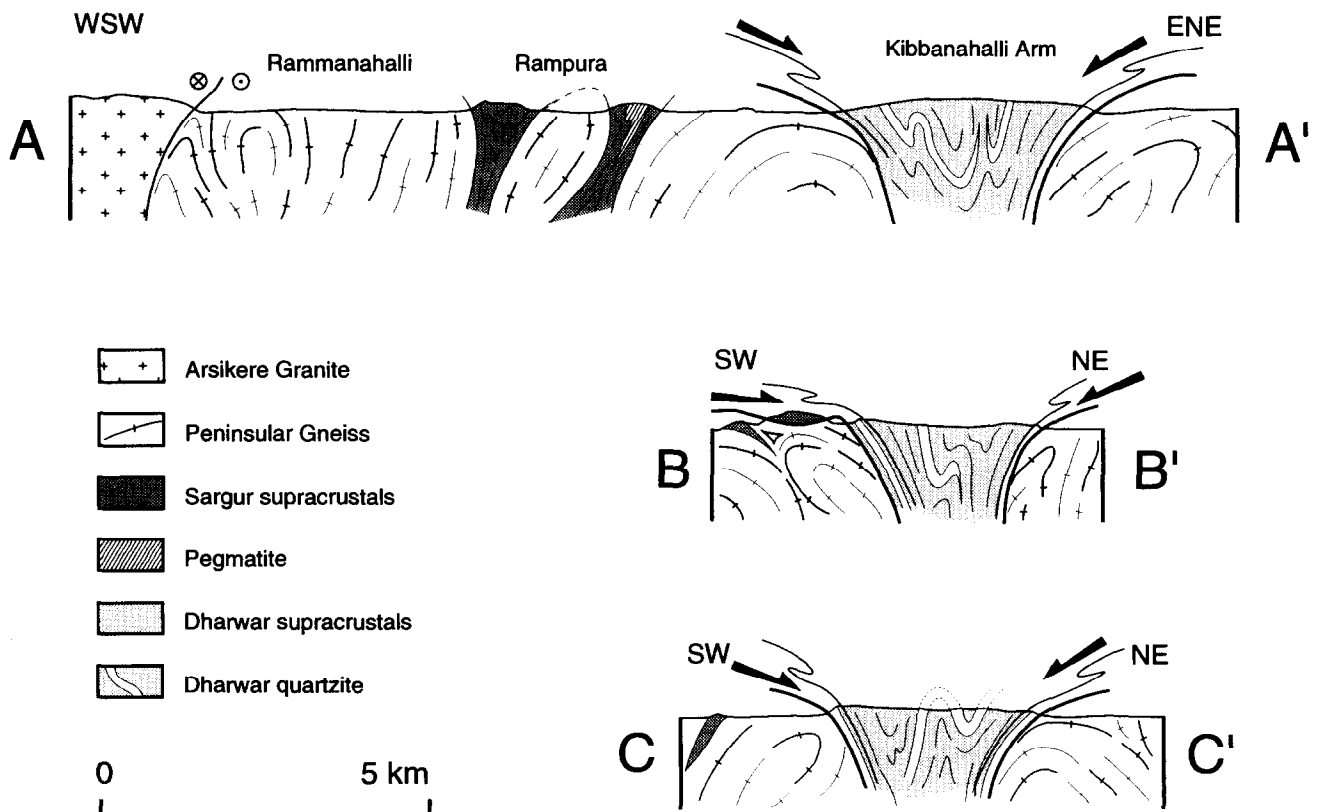 WSW
ENE
Rammanahalli
Rampura
Kibbanahalli Arm
A
A'
Arsikere Granite
Peninsular Gneiss
Sargur supracrustals
Pegmatite
Dharwar supracrustals
Dharwar quartzite
SW
NE
B
B'
SW
NE
C
C'
0
5 km